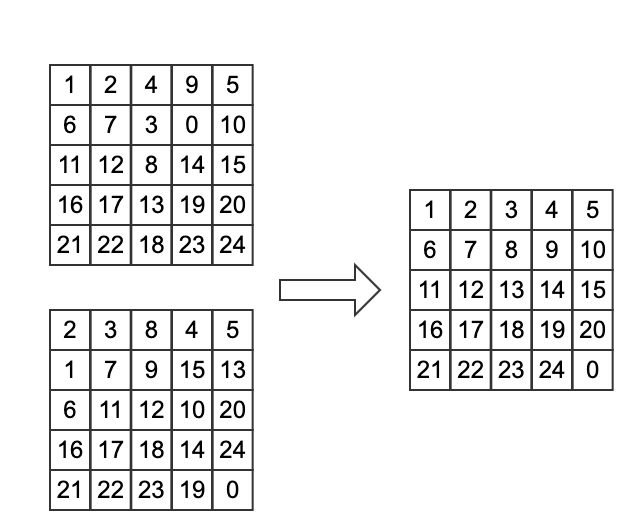 1 2 4 9 5
6 7 3 0 10
11 12 8 14 15
16 17 13 19 20
21 22 18 23 24
2 3 8 4 5
1 7 9 15 13
6 11 12 10 20
16 17 18 14 24
21 22 23 19 0
1 2 3 4 5
6 7 8 9 10
11 12 13 14 15
16 17 18 19 20
21 22 23 24 0